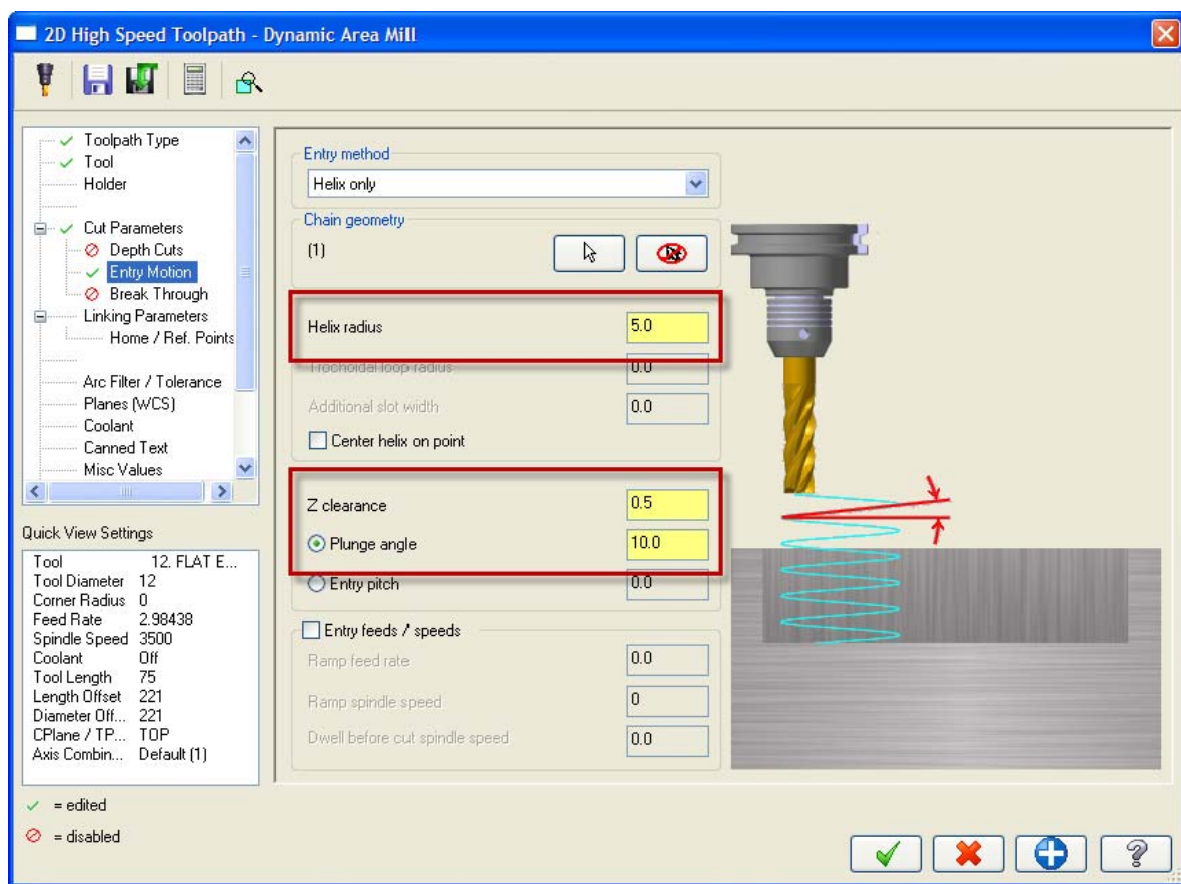 2D High Speed Toolpath - Dynamic Area Mill
Toolpath Type
Tool
Holder
Cut Parameters
Depth Cuts
Entry Motion
Break Through
Linking Parameters
Home / Ref. Points
Arc Filter / Tolerance
Planes (WCS)
Coolant
Canned Text
Misc Values
Quick View Settings
Tool 12. FLAT E...
Tool Diameter 12
Corner Radius 0
Feed Rate 2.98438
Spindle Speed 3500
Coolant Off
Tool Length 75
Length Offset 221
Diameter Off... 221
CPlane / TP... TOP
Axis Combin... Default (1)
= edited
= disabled
Entry method
Helix only
Chain geometry
(1)
Helix radius 5.0
Trochoidal loop radius 0.0
Additional slot width 0.0
Center helix on point
Z clearance 0.5
Plunge angle 10.0
Entry pitch 0.0
Entry feeds / speeds
Ramp feed rate 0.0
Ramp spindle speed 0
Dwell before cut spindle speed 0.0